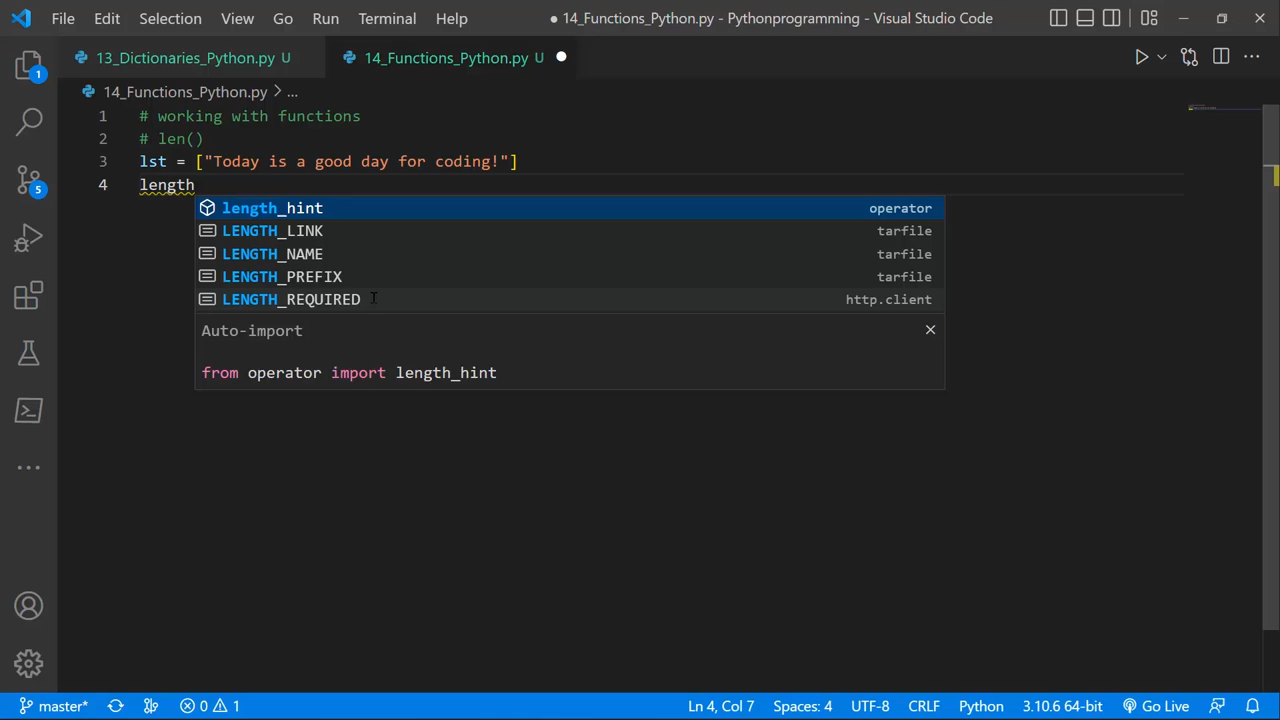 File Edit Selection View Go Run Terminal Help ● 14_Functions_Python.py - Pythonprogramming - Visual Studio Code
13_Dictionaries_Python.py U 14_Functions_Python.py U
14_Functions_Python.py > ...
1 # working with functions
2 # len()
3 lst = ["Today is a good day for coding!"]
4 length
length_hint operator
LENGTH_LINK tarfile
LENGTH_NAME tarfile
LENGTH_PREFIX tarfile
LENGTH_REQUIRED http.client
Auto-import
from operator import length_hint
1
5
master* 0 1 Ln 4, Col 7 Spaces: 4 UTF-8 CRLF Python 3.10.6 64-bit Go Live